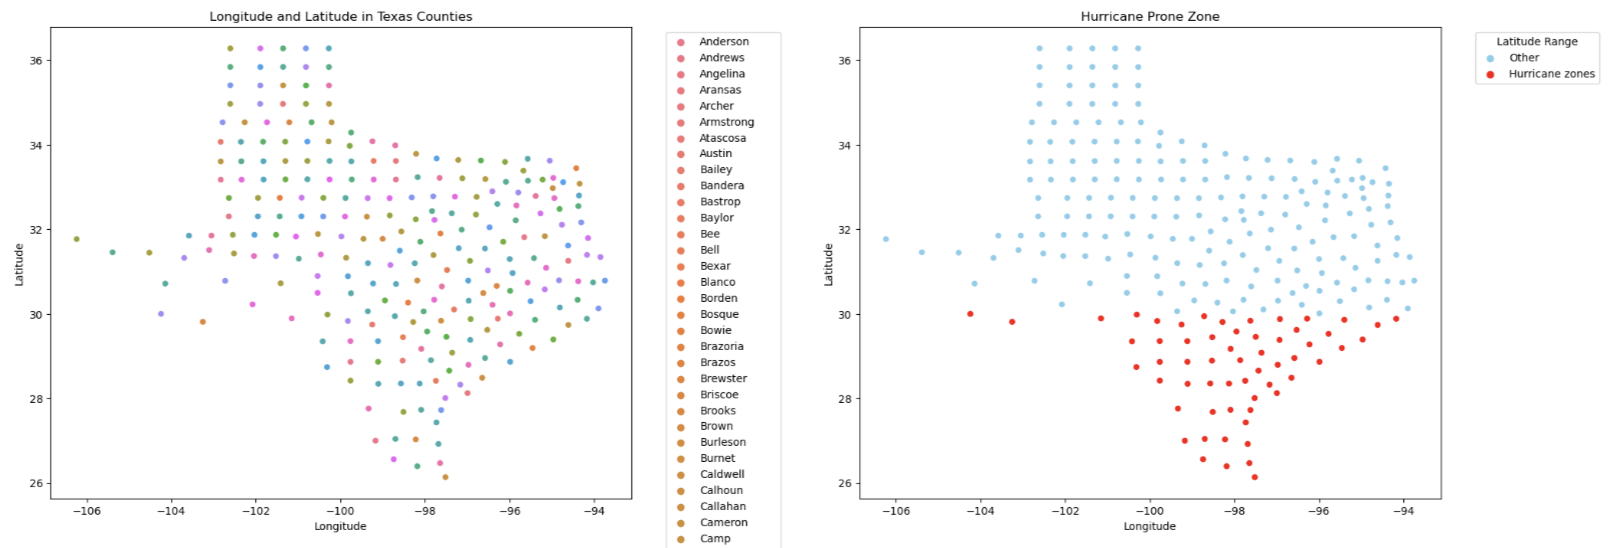 Longitude and Latitude in Texas Counties
36
34
32
30
28
26
Latitude
−106
−104
−102
−100
−98
−96
−94
Longitude
Anderson
Andrews
Angelina
Aransas
Archer
Armstrong
Atascosa
Austin
Bailey
Bandera
Bastrop
Baylor
Bee
Bell
Bexar
Blanco
Borden
Bosque
Bowie
Brazoria
Brazos
Brewster
Briscoe
Brooks
Brown
Burleson
Burnet
Caldwell
Calhoun
Callahan
Cameron
Camp
Hurricane Prone Zone
36
34
32
30
28
26
Latitude
−106
−104
−102
−100
−98
−96
−94
Longitude
Latitude Range
Other
Hurricane zones